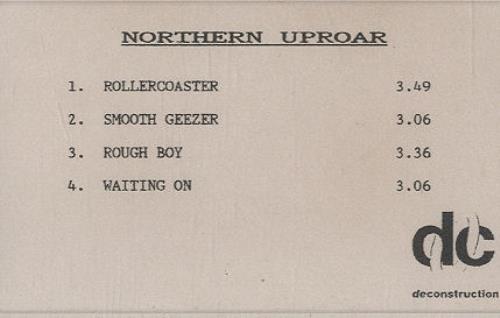 NORTHERN UPROAR
1. ROLLERCOASTER 3.49
2. SMOOTH GEEZER 3.06
3. ROUGH BOY 3.36
4. WAITING ON 3.06
dc
deconstruction